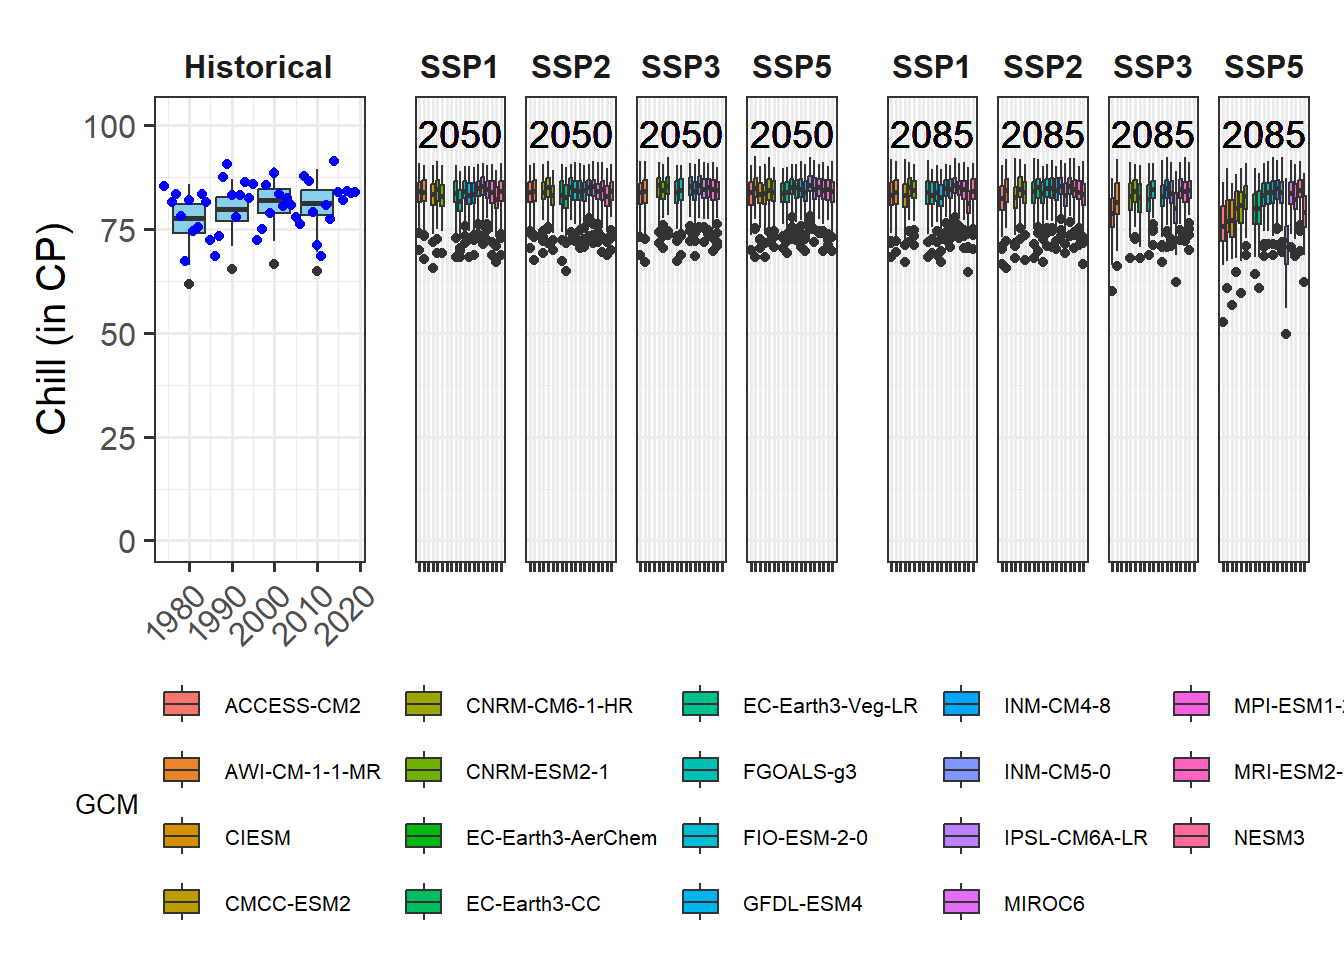 Historical SSP1 SSP2 SSP3 SSP5 SSP1 SSP2 SSP3 SSP5
2050 2050 2050 2050 2085 2085 2085 2085
Chill (in CP)
100
75
50
25
0
1980 1990 2000 2010 2020
GCM
ACCESS-CM2 CNRM-CM6-1-HR EC-Earth3-Veg-LR INM-CM4-8 MPI-ESM1-
AWI-CM-1-1-MR CNRM-ESM2-1 FGOALS-g3 INM-CM5-0 MRI-ESM2-
CIESM EC-Earth3-AerChem FIO-ESM-2-0 IPSL-CM6A-LR NESM3
CMCC-ESM2 EC-Earth3-CC GFDL-ESM4 MIROC6